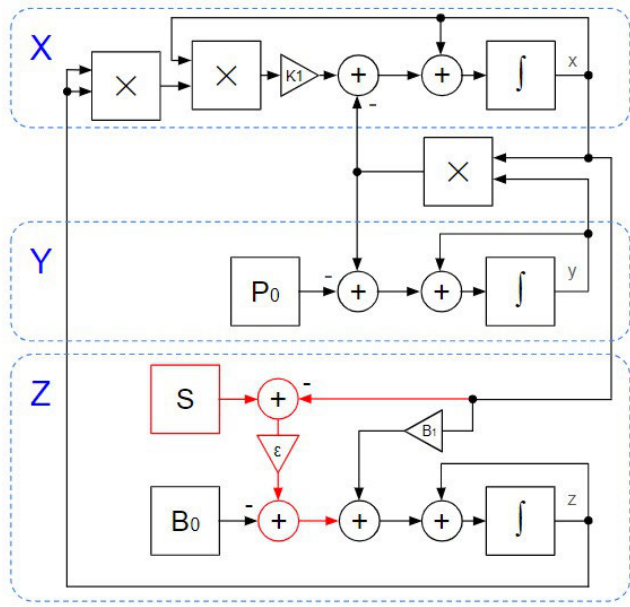 X
×
×
K1
+
-
+
∫
x
×
Y
P0
-
+
+
∫
y
Z
S
+
-
ε
B1
B0
-
+
+
+
∫
z